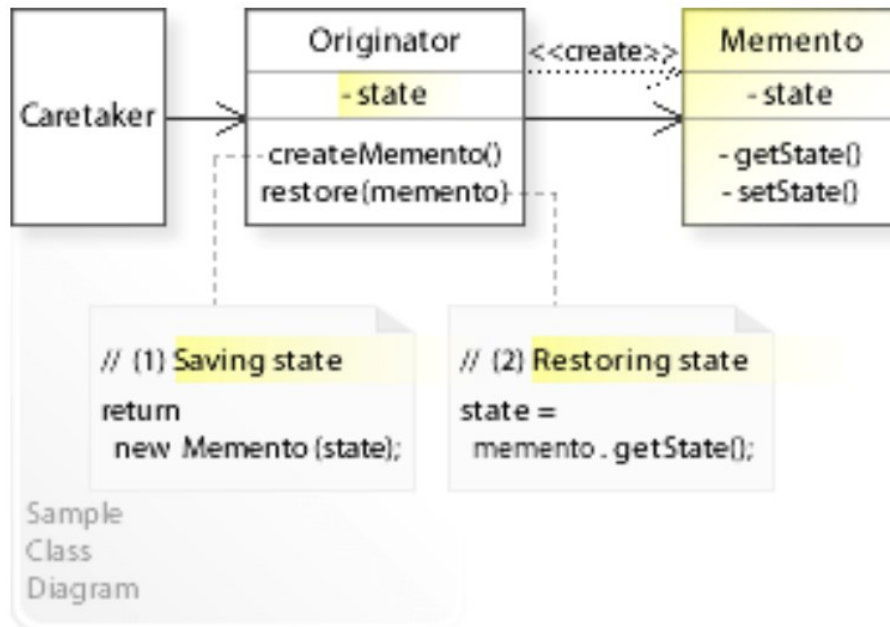 Caretaker
Originator
- state
createMemento()
restore(memento)
<<create>>
Memento
- state
- getState()
- setState()
// (1) Saving state
return
new Memento (state);
// (2) Restoring state
state =
memento . getState();
Sample
Class
Diagram